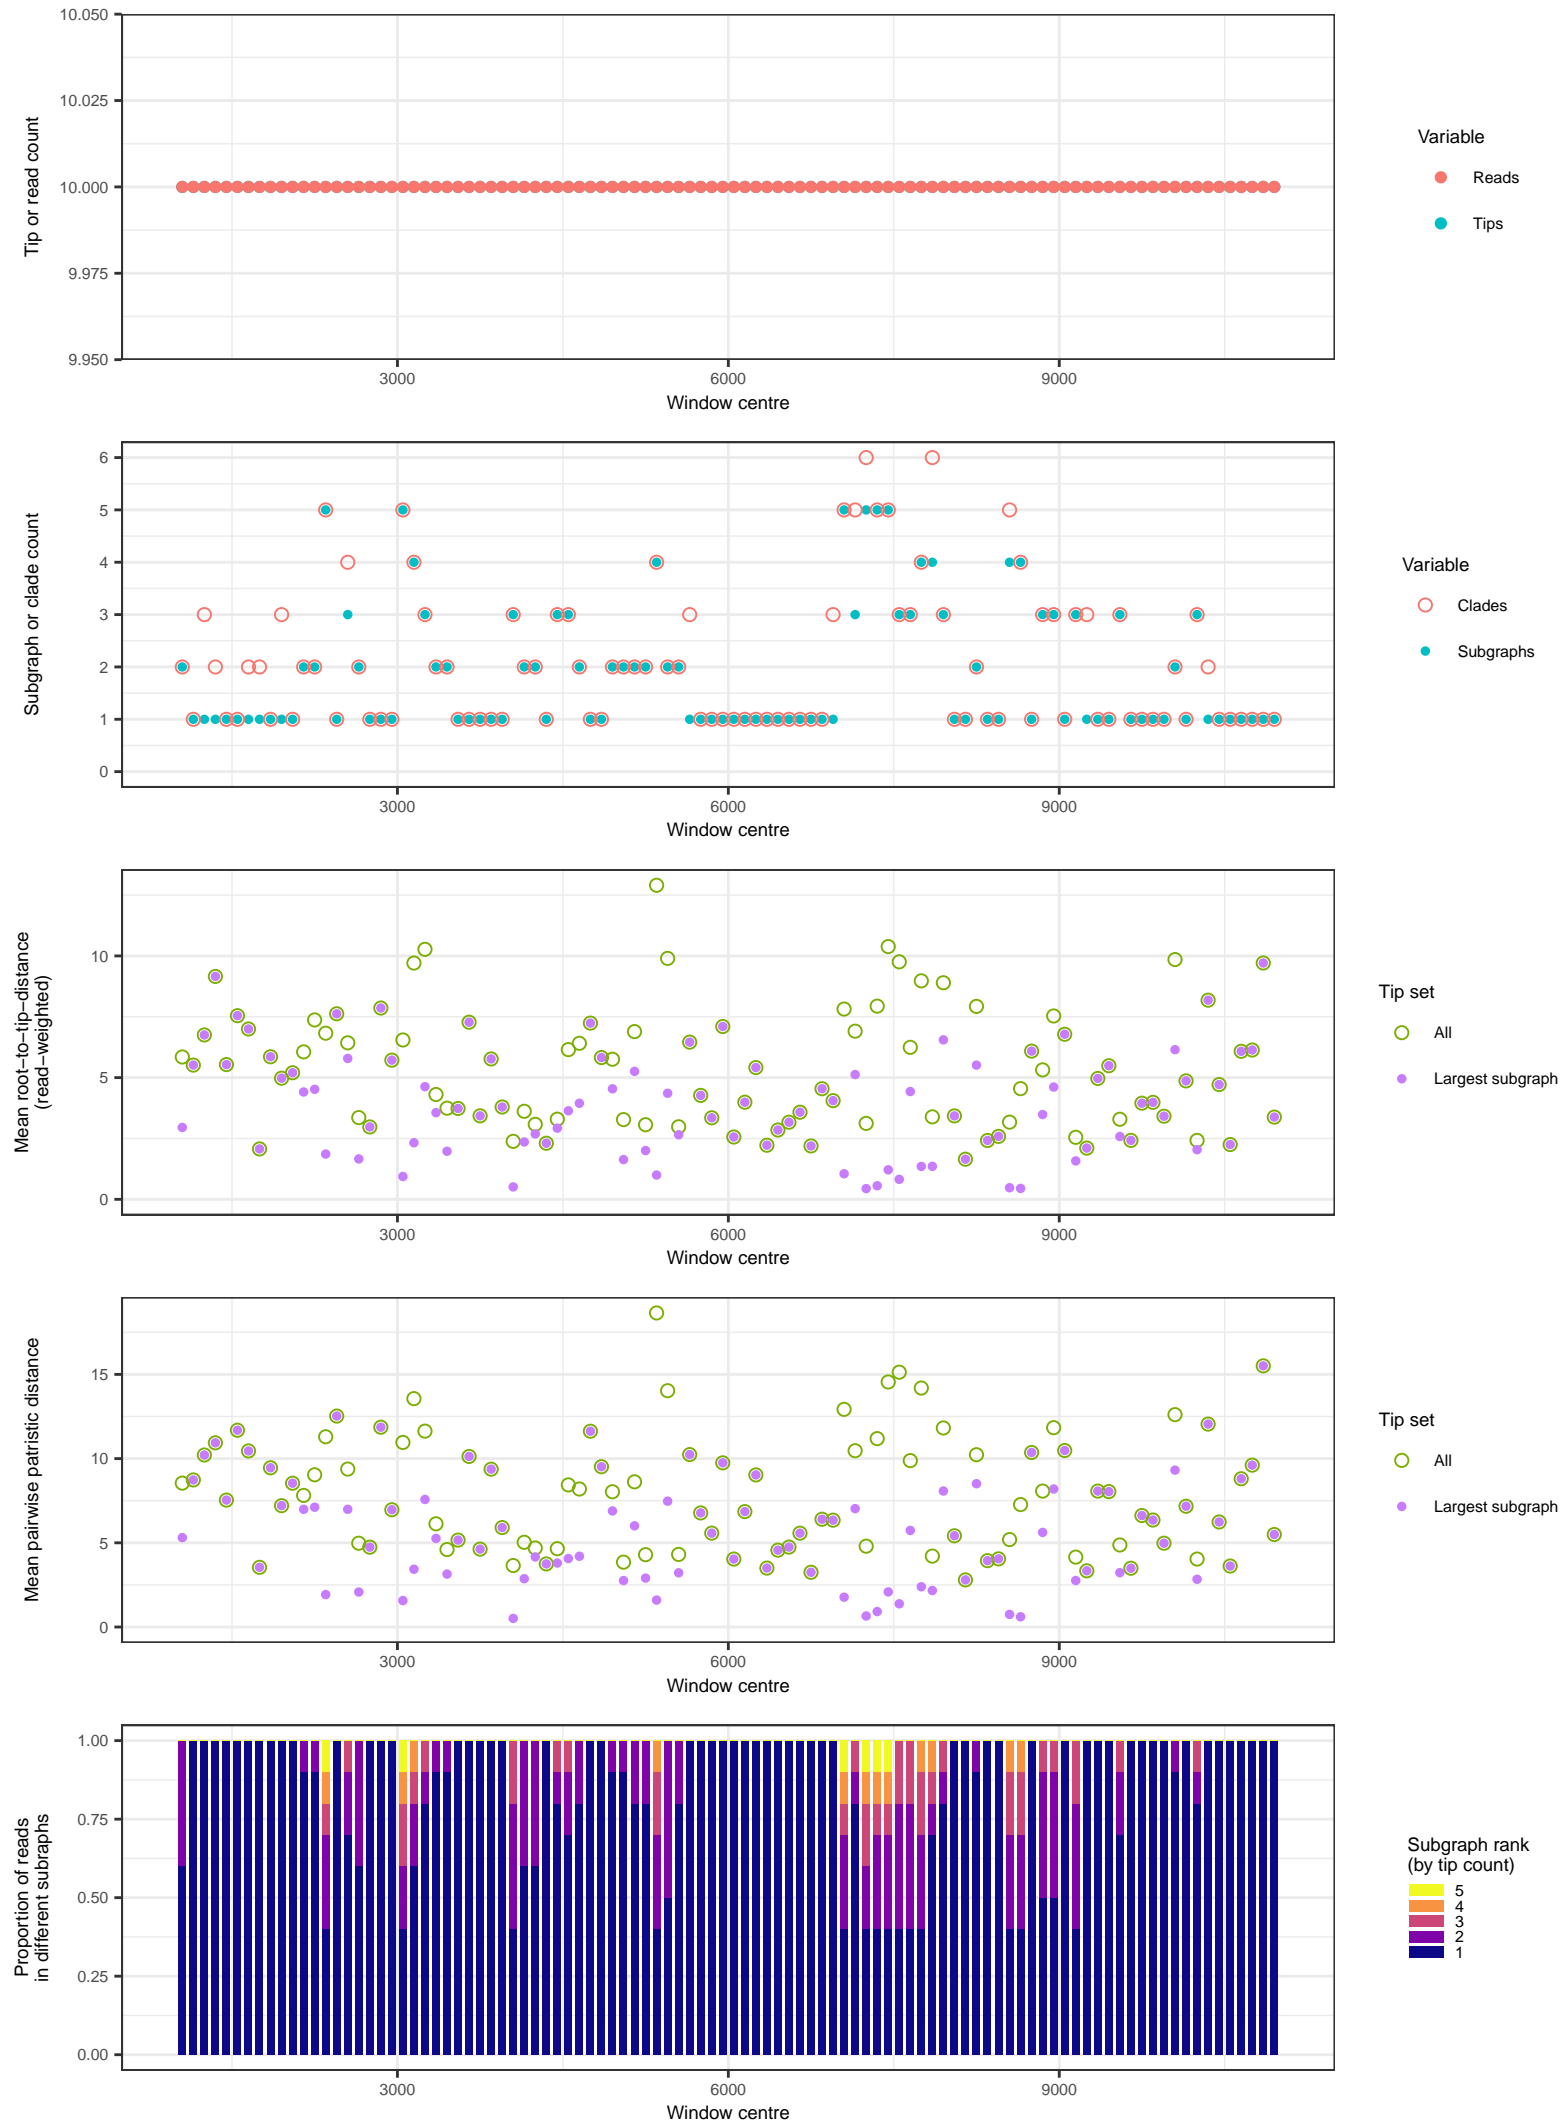 10.050
10.025
10.000
9.975
9.950
Tip or read count
3000 6000 9000
Window centre
Variable
Reads
Tips
6
5
4
3
2
1
0
Subgraph or clade count
3000 6000 9000
Window centre
Variable
Clades
Subgraphs
10
5
0
Mean root−to−tip−distance
(read−weighted)
3000 6000 9000
Window centre
Tip set
All
Largest subgraph
15
10
5
0
Mean pairwise patristic distance
3000 6000 9000
Window centre
Tip set
All
Largest subgraph
1.00
0.75
0.50
0.25
0.00
Proportion of reads
in different subraphs
3000 6000 9000
Window centre
Subgraph rank
(by tip count)
5
4
3
2
1